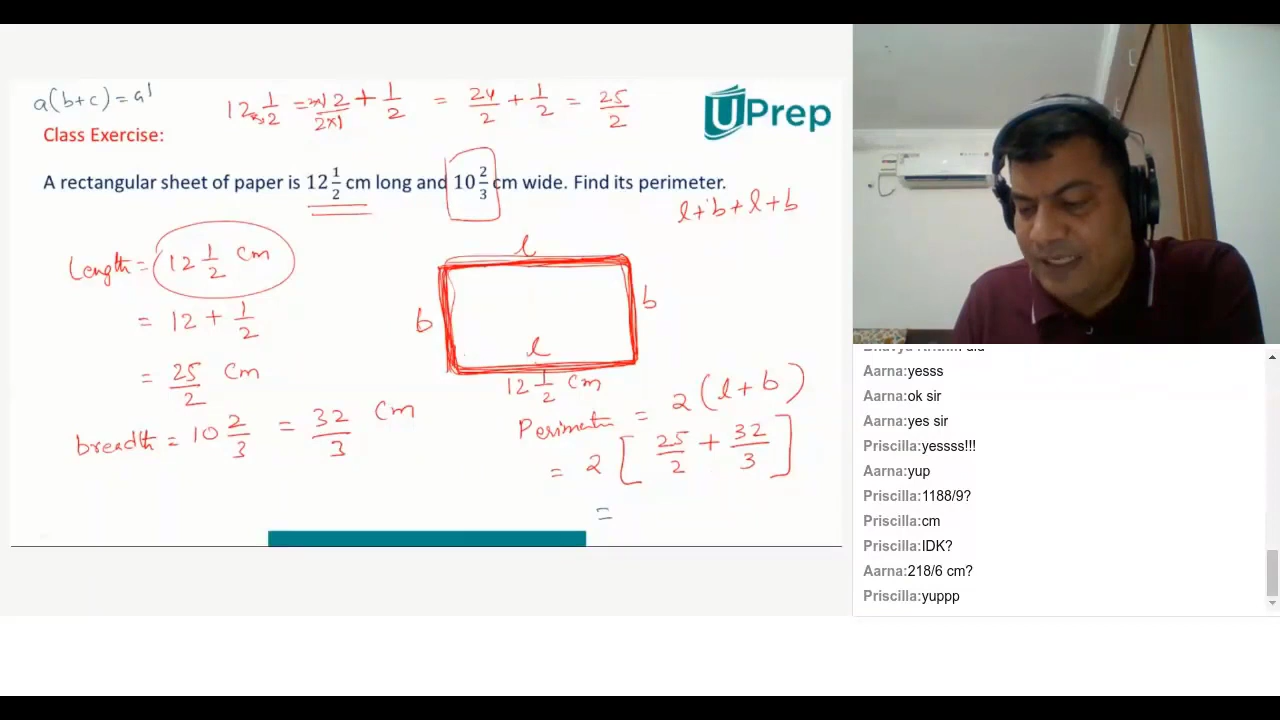 a(b+c) = a
12 1/2 = 2×12/2×1 + 1/2 = 24/2 + 1/2 = 25/2
UPrep
Class Exercise:
A rectangular sheet of paper is 12 1/2 cm long and 10 2/3 cm wide. Find its perimeter.
l+b+l+b
Length = 12 1/2 cm
= 12 + 1/2
= 25/2 cm
breadth = 10 2/3 = 32/3 cm
l
b
b
l
12 1/2 cm
Perimeter = 2(l+b)
= 2[25/2 + 32/3]
=
Aarna:yesss
Aarna:ok sir
Aarna:yes sir
Priscilla:yessss!!!
Aarna:yup
Priscilla:1188/9?
Priscilla:cm
Priscilla:IDK?
Aarna:218/6 cm?
Priscilla:yuppp